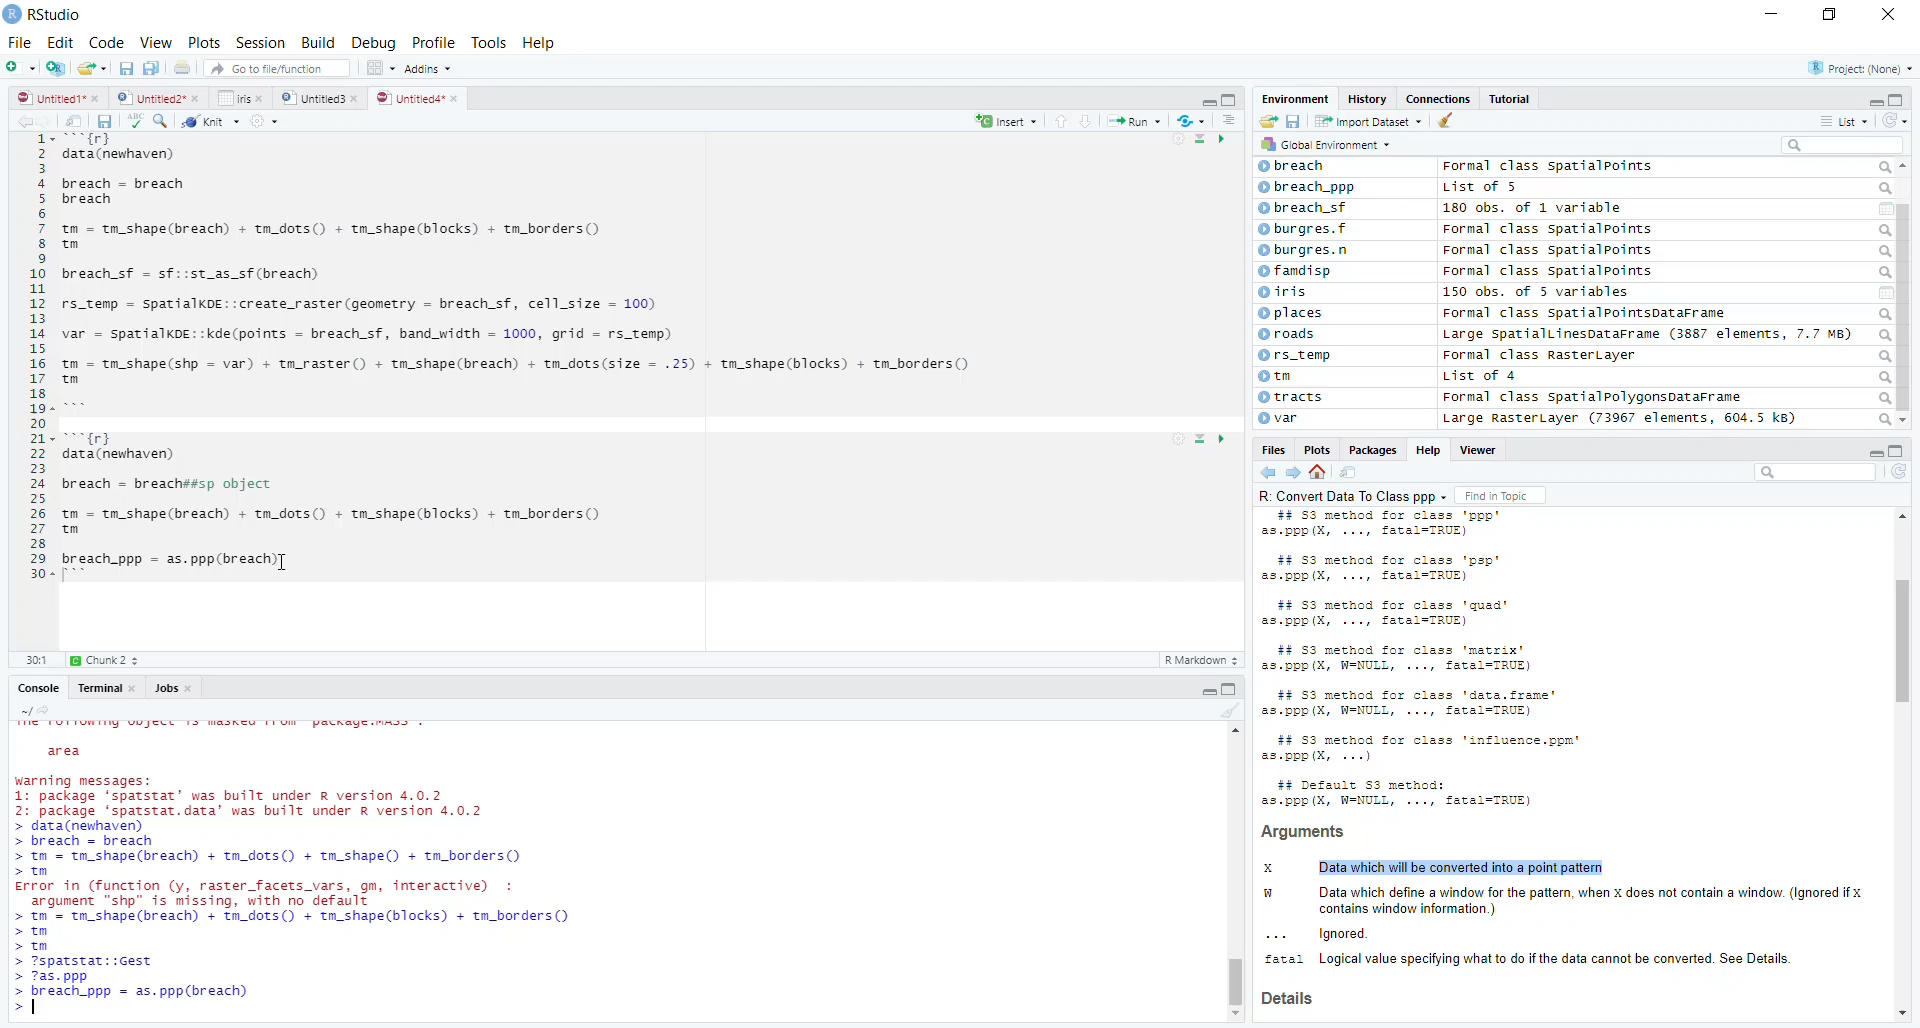 RStudio
File Edit Code View Plots Session Build Debug Profile Tools Help
Go to file/function Addins Project: (None)
Untitled1* Untitled2* iris Untitled3 Untitled4*
ABC Knit Insert Run
1 ```{r}
2 data(newhaven)
3
4 breach = breach
5 breach
6
7 tm = tm_shape(breach) + tm_dots() + tm_shape(blocks) + tm_borders()
8 tm
9
10 breach_sf = sf::st_as_sf(breach)
11
12 rs_temp = SpatialKDE::create_raster(geometry = breach_sf, cell_size = 100)
13
14 var = SpatialKDE::kde(points = breach_sf, band_width = 1000, grid = rs_temp)
15
16 tm = tm_shape(shp = var) + tm_raster() + tm_shape(breach) + tm_dots(size = .25) + tm_shape(blocks) + tm_borders()
17 tm
18
19 ```
20
21 ```{r}
22 data(newhaven)
23
24 breach = breach##sp object
25
26 tm = tm_shape(breach) + tm_dots() + tm_shape(blocks) + tm_borders()
27 tm
28
29 breach_ppp = as.ppp(breach)
30 ```
30:1 Chunk 2 R Markdown
Console Terminal Jobs
~/
The following object is masked from ‘package:MASS’:
area
Warning messages:
1: package ‘spatstat’ was built under R version 4.0.2
2: package ‘spatstat.data’ was built under R version 4.0.2
> data(newhaven)
> breach = breach
> tm = tm_shape(breach) + tm_dots() + tm_shape() + tm_borders()
> tm
Error in (function (y, raster_facets_vars, gm, interactive) :
argument "shp" is missing, with no default
> tm = tm_shape(breach) + tm_dots() + tm_shape(blocks) + tm_borders()
> tm
> tm
> ?spatstat::Gest
> ?as.ppp
> breach_ppp = as.ppp(breach)
>
Environment History Connections Tutorial
Import Dataset List
Global Environment
breach Formal class SpatialPoints
breach_ppp List of 5
breach_sf 180 obs. of 1 variable
burgres.f Formal class SpatialPoints
burgres.n Formal class SpatialPoints
famdisp Formal class SpatialPoints
iris 150 obs. of 5 variables
places Formal class SpatialPointsDataFrame
roads Large SpatialLinesDataFrame (3887 elements, 7.7 MB)
rs_temp Formal class RasterLayer
tm List of 4
tracts Formal class SpatialPolygonsDataFrame
var Large RasterLayer (73967 elements, 604.5 kB)
Files Plots Packages Help Viewer
R: Convert Data To Class ppp Find in Topic
## S3 method for class 'ppp'
as.ppp(X, ..., fatal=TRUE)
## S3 method for class 'psp'
as.ppp(X, ..., fatal=TRUE)
## S3 method for class 'quad'
as.ppp(X, ..., fatal=TRUE)
## S3 method for class 'matrix'
as.ppp(X, W=NULL, ..., fatal=TRUE)
## S3 method for class 'data.frame'
as.ppp(X, W=NULL, ..., fatal=TRUE)
## S3 method for class 'influence.ppm'
as.ppp(X, ...)
## Default S3 method:
as.ppp(X, W=NULL, ..., fatal=TRUE)
Arguments
X Data which will be converted into a point pattern
W Data which define a window for the pattern, when X does not contain a window. (Ignored if X
contains window information.)
... Ignored.
fatal Logical value specifying what to do if the data cannot be converted. See Details.
Details